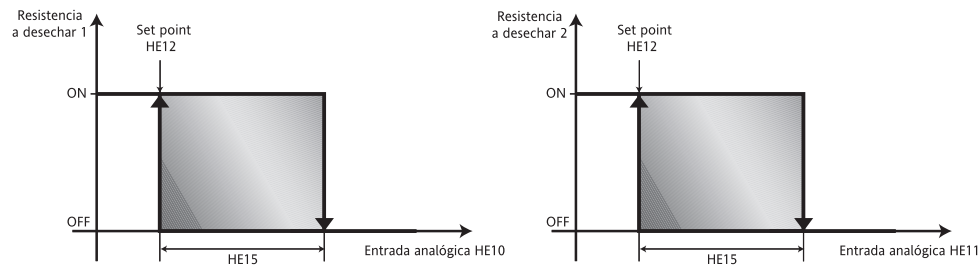 Resistencia
a desechar 1
Set point
HE12
ON
OFF
HE15
Entrada analógica HE10
Resistencia
a desechar 2
Set point
HE12
ON
OFF
HE15
Entrada analógica HE11